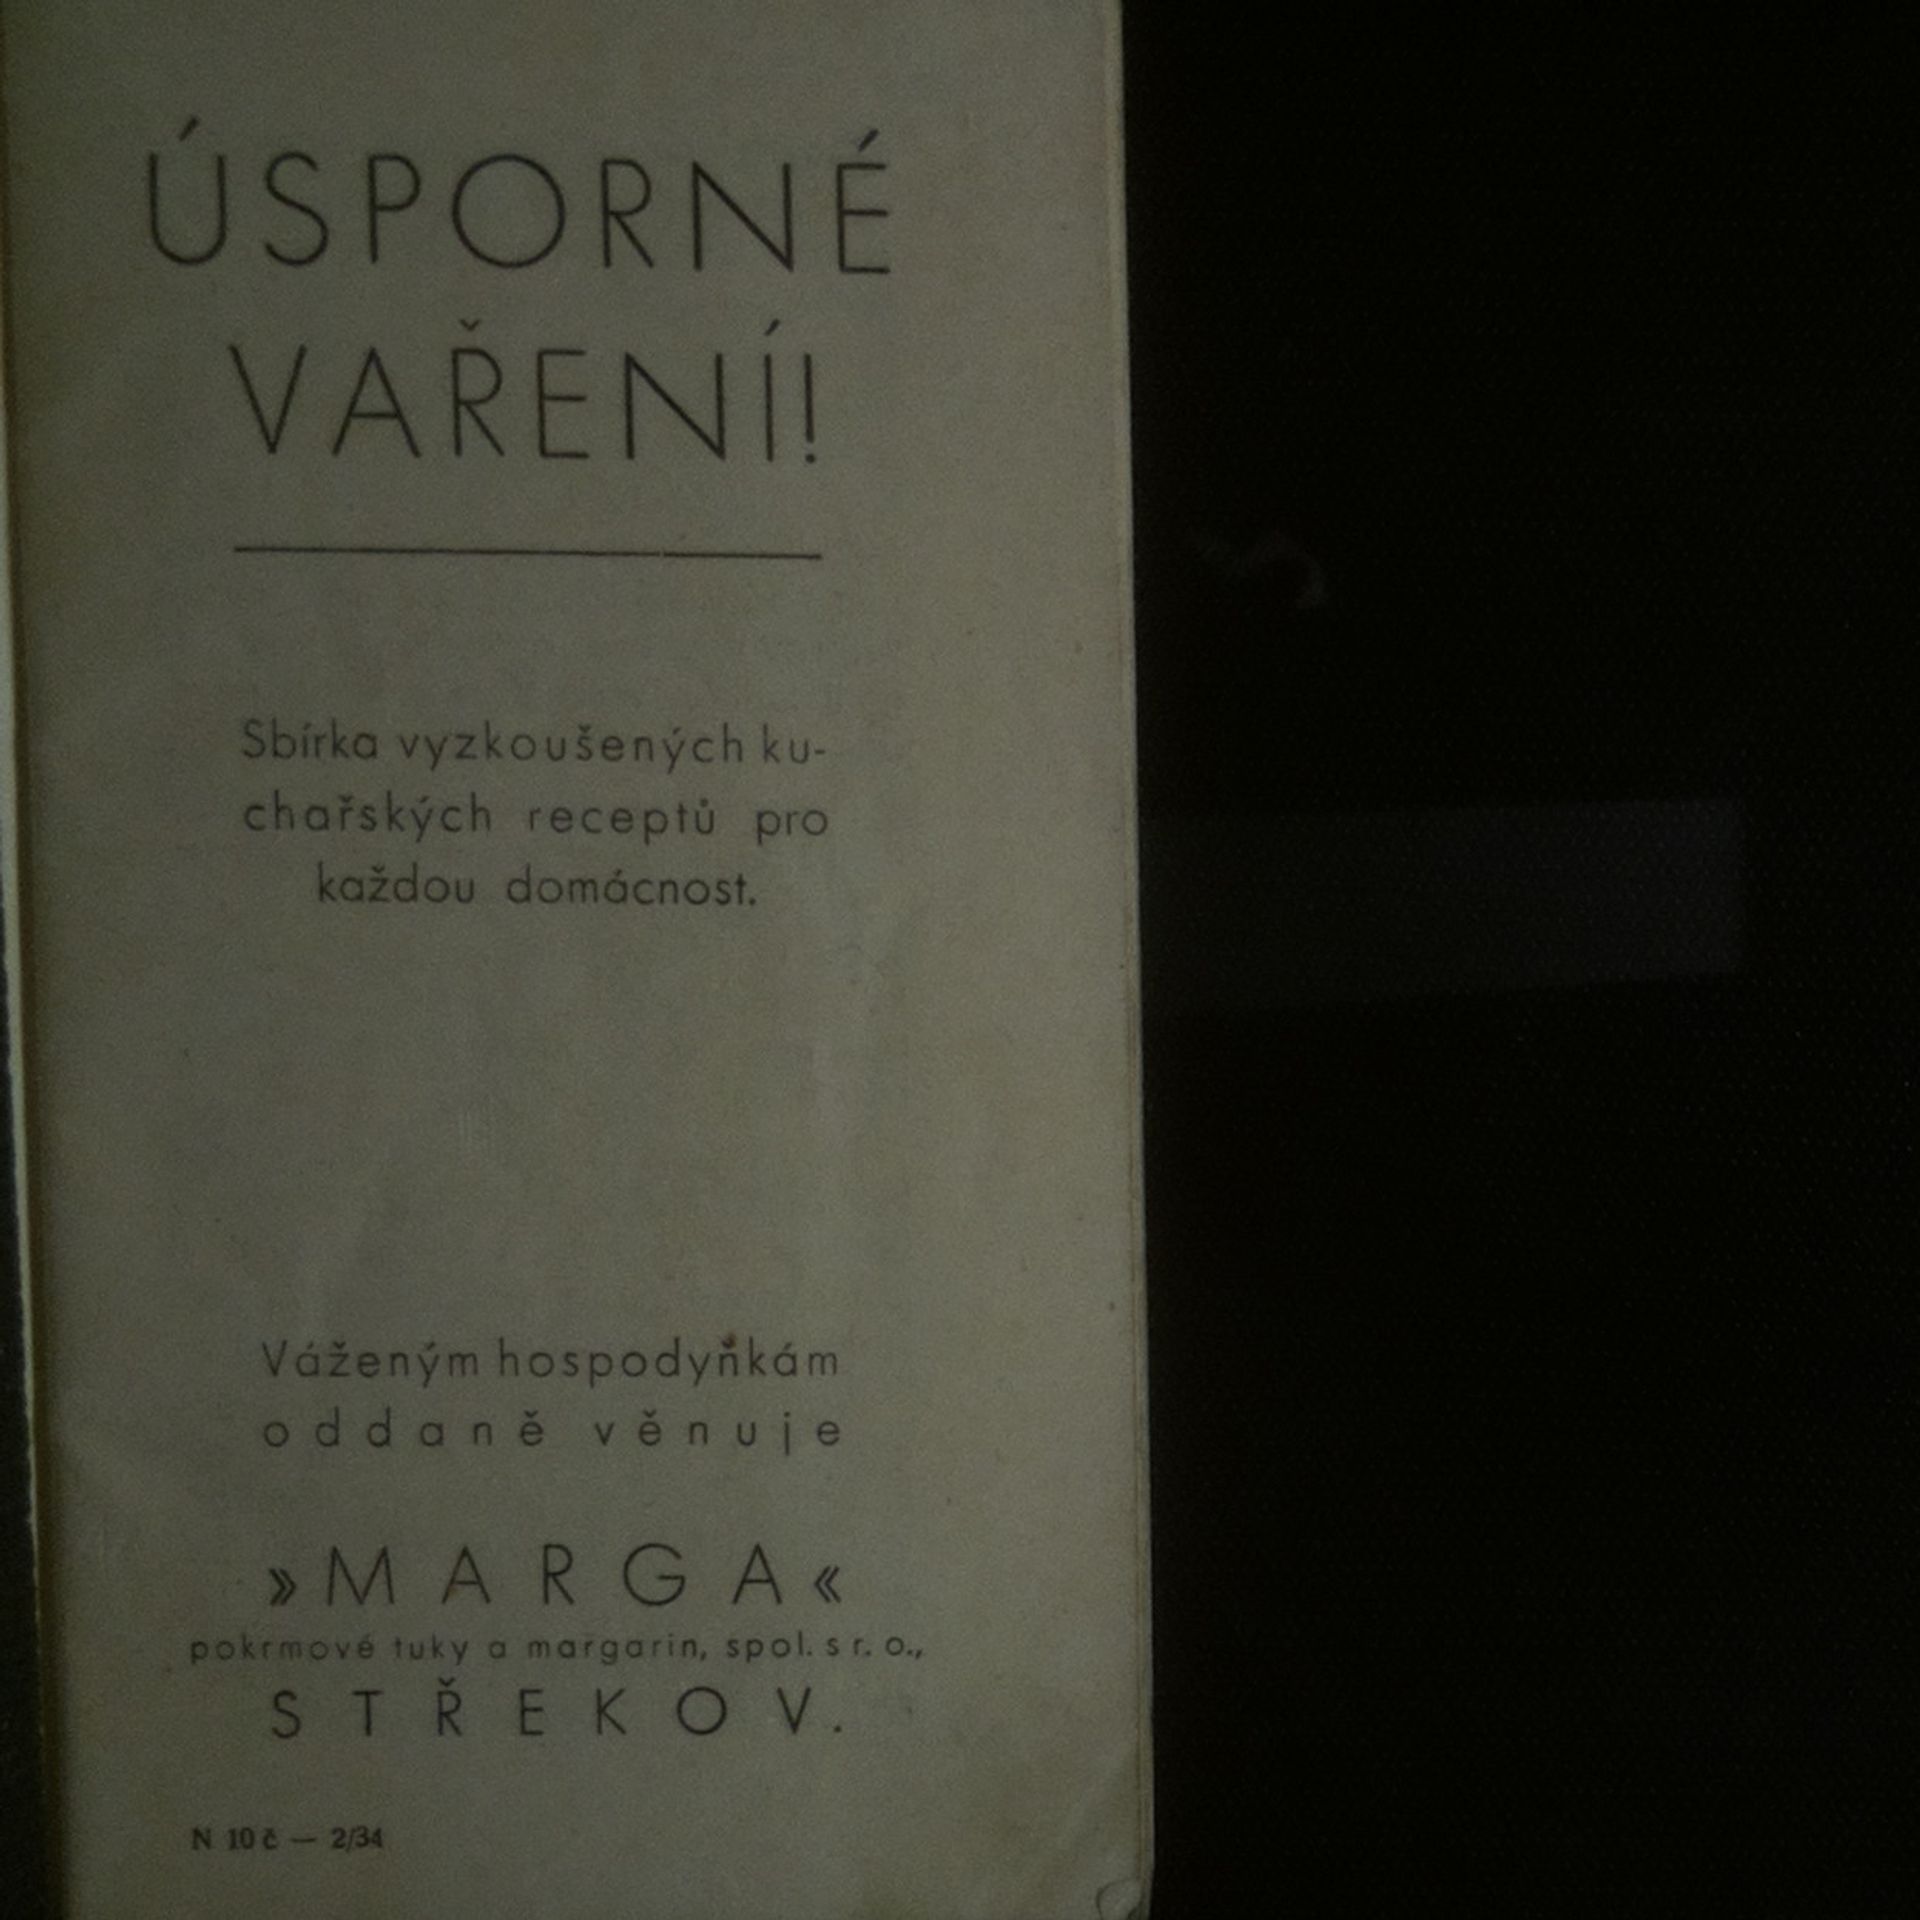 ÚSPORNÉ
VAŘENÍ!
Sbírka vyzkoušených ku-
chařských receptů pro
každou domácnost.
Váženým hospodyňkám
oddaně věnuje
»MARGA«
pokrmové tuky a margarin, spol. s r. o.,
STŘEKOV.
N 10 č — 2/34